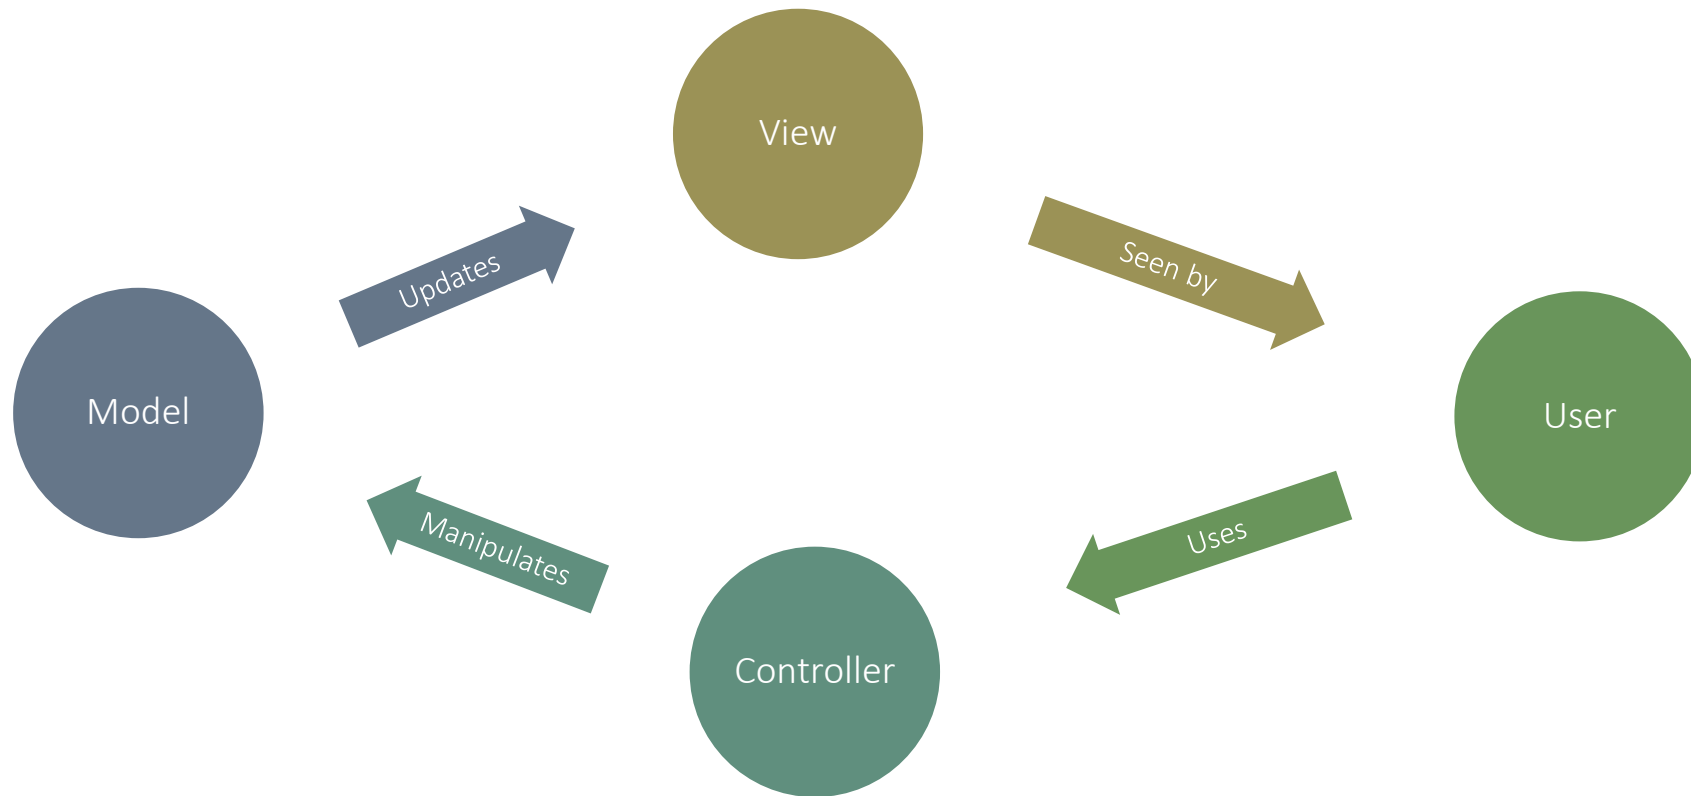 View
Updates
Seen by
Model
User
Manipulates
Uses
Controller